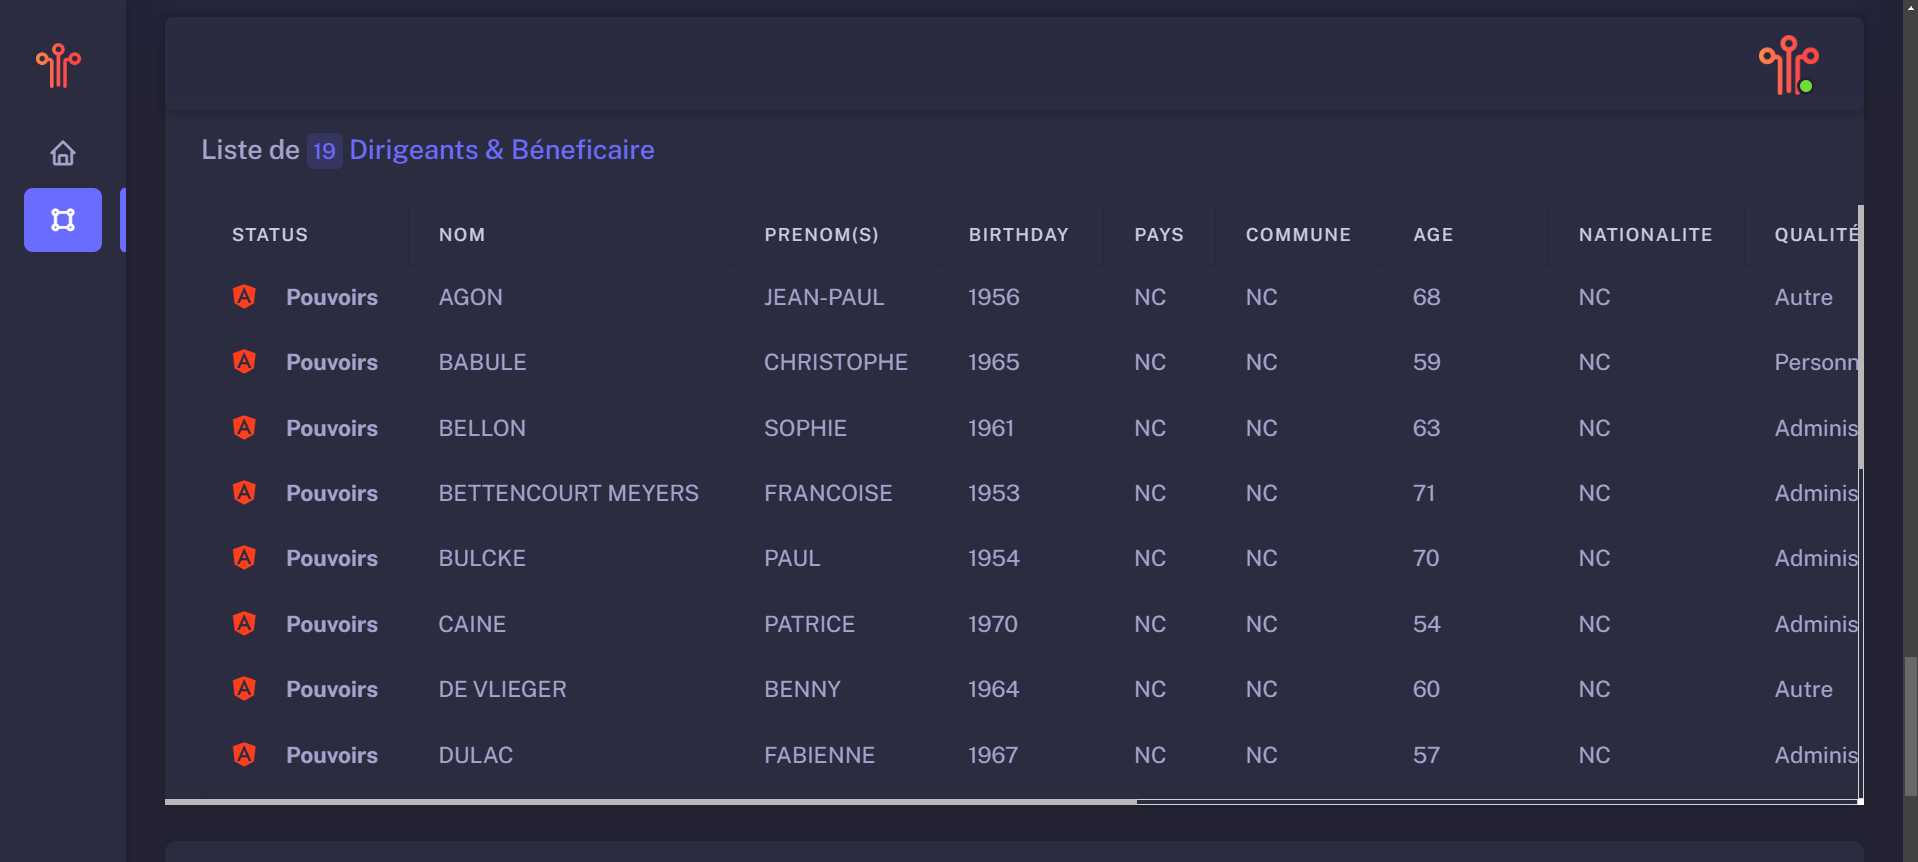 Liste de 19 Dirigeants & Béneficaire
STATUS NOM PRENOM(S) BIRTHDAY PAYS COMMUNE AGE NATIONALITE QUALITÉ
Pouvoirs AGON JEAN-PAUL 1956 NC NC 68 NC Autre
Pouvoirs BABULE CHRISTOPHE 1965 NC NC 59 NC Personn
Pouvoirs BELLON SOPHIE 1961 NC NC 63 NC Adminis
Pouvoirs BETTENCOURT MEYERS FRANCOISE 1953 NC NC 71 NC Adminis
Pouvoirs BULCKE PAUL 1954 NC NC 70 NC Adminis
Pouvoirs CAINE PATRICE 1970 NC NC 54 NC Adminis
Pouvoirs DE VLIEGER BENNY 1964 NC NC 60 NC Autre
Pouvoirs DULAC FABIENNE 1967 NC NC 57 NC Adminis